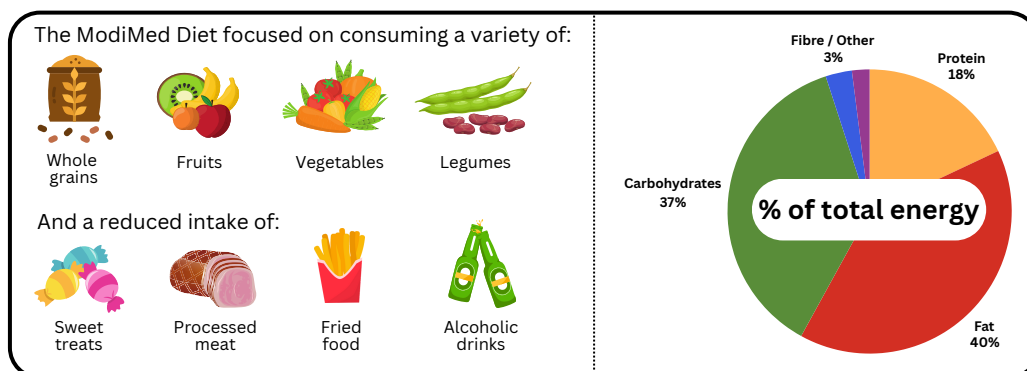 The ModiMed Diet focused on consuming a variety of:
Whole
grains
Fruits
Vegetables
Legumes
And a reduced intake of:
Sweet
treats
Processed
meat
Fried
food
Alcoholic
drinks
Fibre / Other
3%
Protein
18%
Carbohydrates
37%
% of total energy
Fat
40%